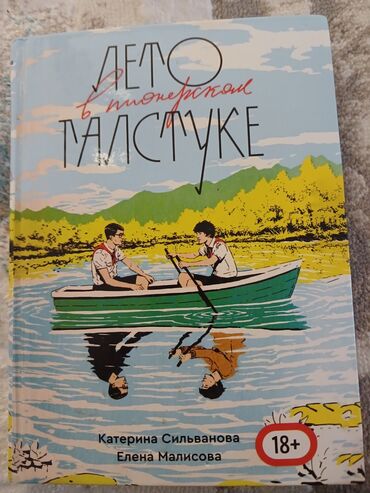 ЛЕТО
в пионерском
ГАЛСТУКЕ
Катерина Сильванова
Елена Малисова
18+